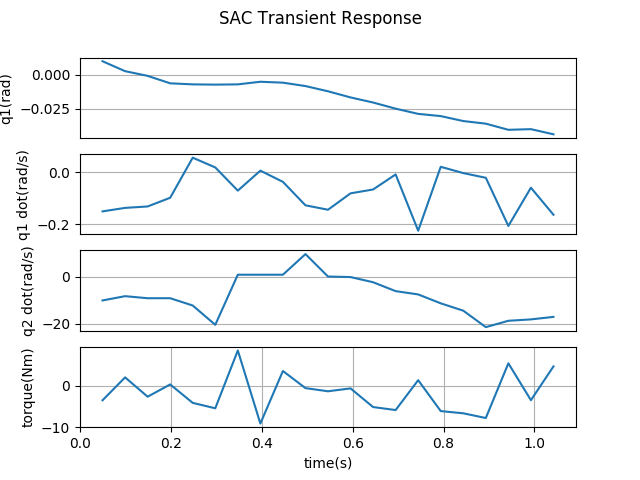 SAC Transient Response
0.000
−0.025
q1(rad)
0.0
−0.2
q1 dot(rad/s)
0
−20
q2 dot(rad/s)
0
−10
torque(Nm)
0.0 0.2 0.4 0.6 0.8 1.0
time(s)